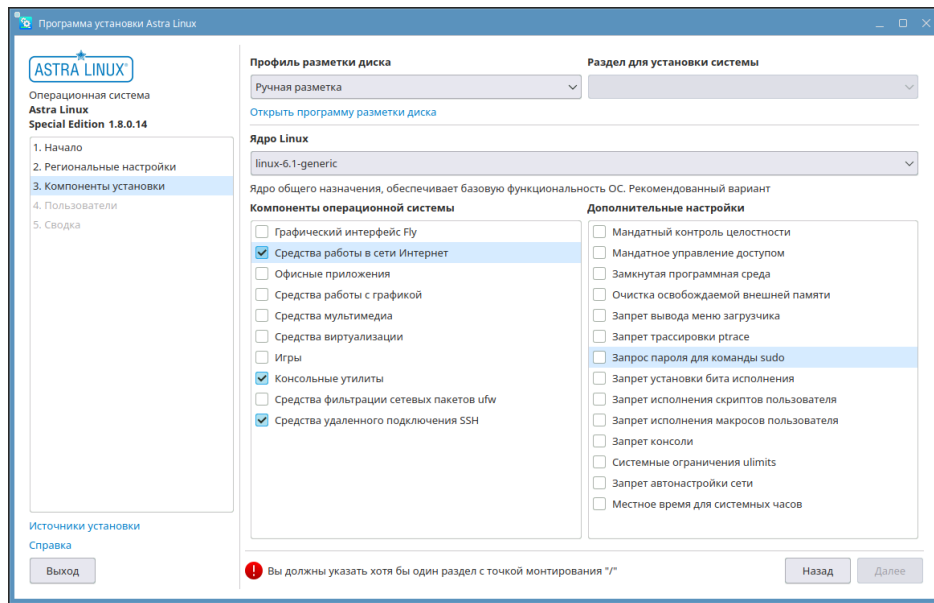 Программа установки Astra Linux
ASTRA LINUX®
Операционная система
Astra Linux
Special Edition 1.8.0.14
1. Начало
2. Региональные настройки
3. Компоненты установки
4. Пользователи
5. Сводка
Источники установки
Справка
Выход
Профиль разметки диска
Раздел для установки системы
Ручная разметка
Открыть программу разметки диска
Ядро Linux
linux-6.1-generic
Ядро общего назначения, обеспечивает базовую функциональность ОС. Рекомендованный вариант
Компоненты операционной системы
Графический интерфейс Fly
Средства работы в сети Интернет
Офисные приложения
Средства работы с графикой
Средства мультимедиа
Средства виртуализации
Игры
Консольные утилиты
Средства фильтрации сетевых пакетов ufw
Средства удаленного подключения SSH
Дополнительные настройки
Мандатный контроль целостности
Мандатное управление доступом
Замкнутая программная среда
Очистка освобождаемой внешней памяти
Запрет вывода меню загрузчика
Запрет трассировки ptrace
Запрос пароля для команды sudo
Запрет установки бита исполнения
Запрет исполнения скриптов пользователя
Запрет исполнения макросов пользователя
Запрет консоли
Системные ограничения ulimits
Запрет автонастройки сети
Местное время для системных часов
Вы должны указать хотя бы один раздел с точкой монтирования "/"
Назад
Далее